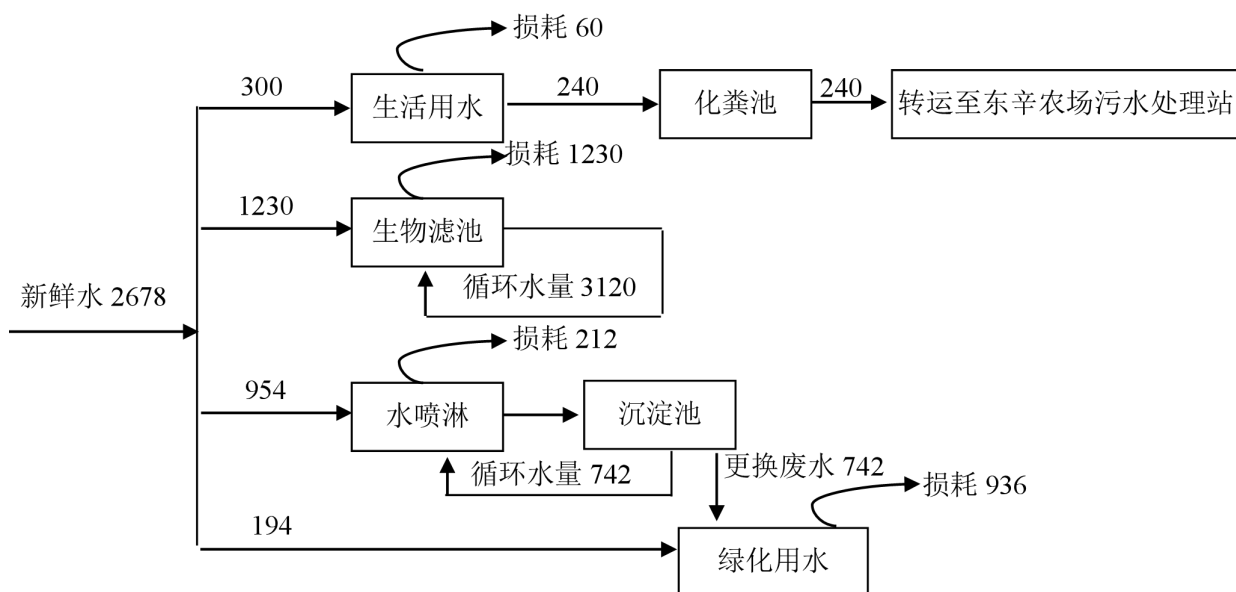 损耗 60
300
生活用水
240
化粪池
240
转运至东辛农场污水处理站
损耗 1230
1230
生物滤池
循环水量 3120
新鲜水 2678
损耗 212
954
水喷淋
沉淀池
循环水量 742
更换废水 742
损耗 936
194
绿化用水